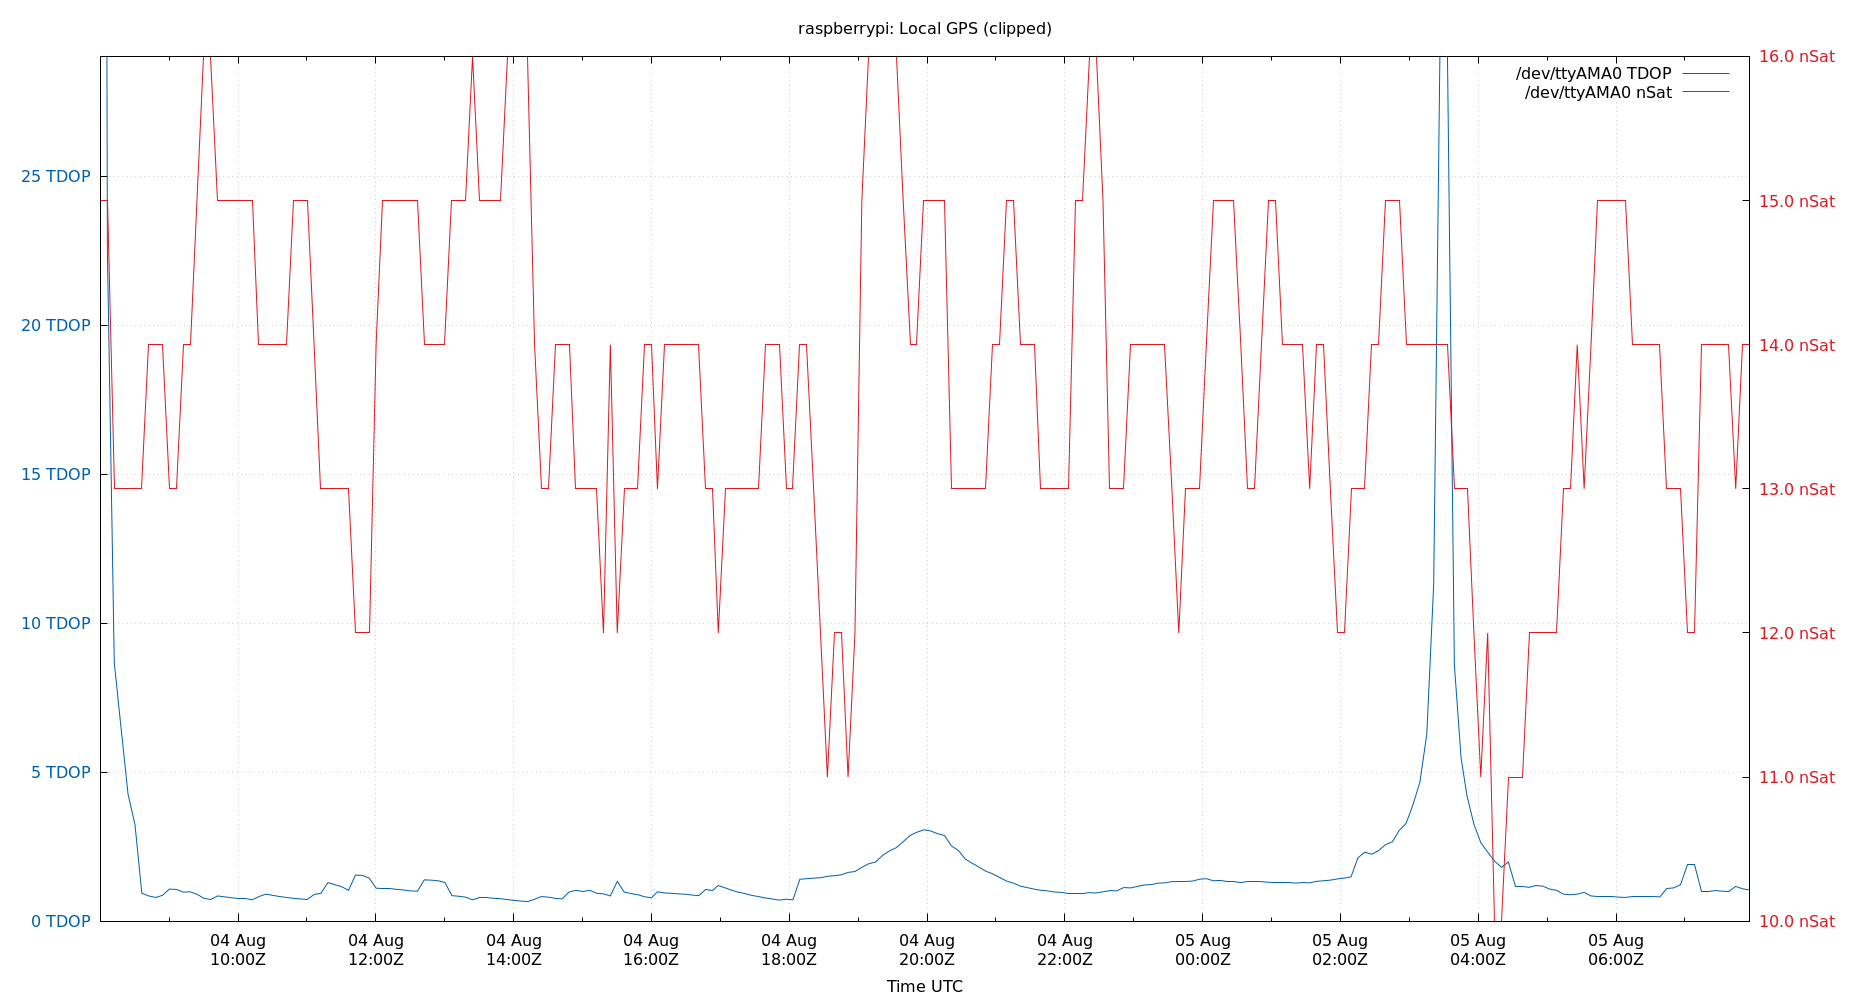 raspberrypi: Local GPS (clipped)
/dev/ttyAMA0 TDOP
/dev/ttyAMA0 nSat
25 TDOP
20 TDOP
15 TDOP
10 TDOP
5 TDOP
0 TDOP
16.0 nSat
15.0 nSat
14.0 nSat
13.0 nSat
12.0 nSat
11.0 nSat
10.0 nSat
04 Aug
10:00Z
04 Aug
12:00Z
04 Aug
14:00Z
04 Aug
16:00Z
04 Aug
18:00Z
04 Aug
20:00Z
04 Aug
22:00Z
05 Aug
00:00Z
05 Aug
02:00Z
05 Aug
04:00Z
05 Aug
06:00Z
Time UTC